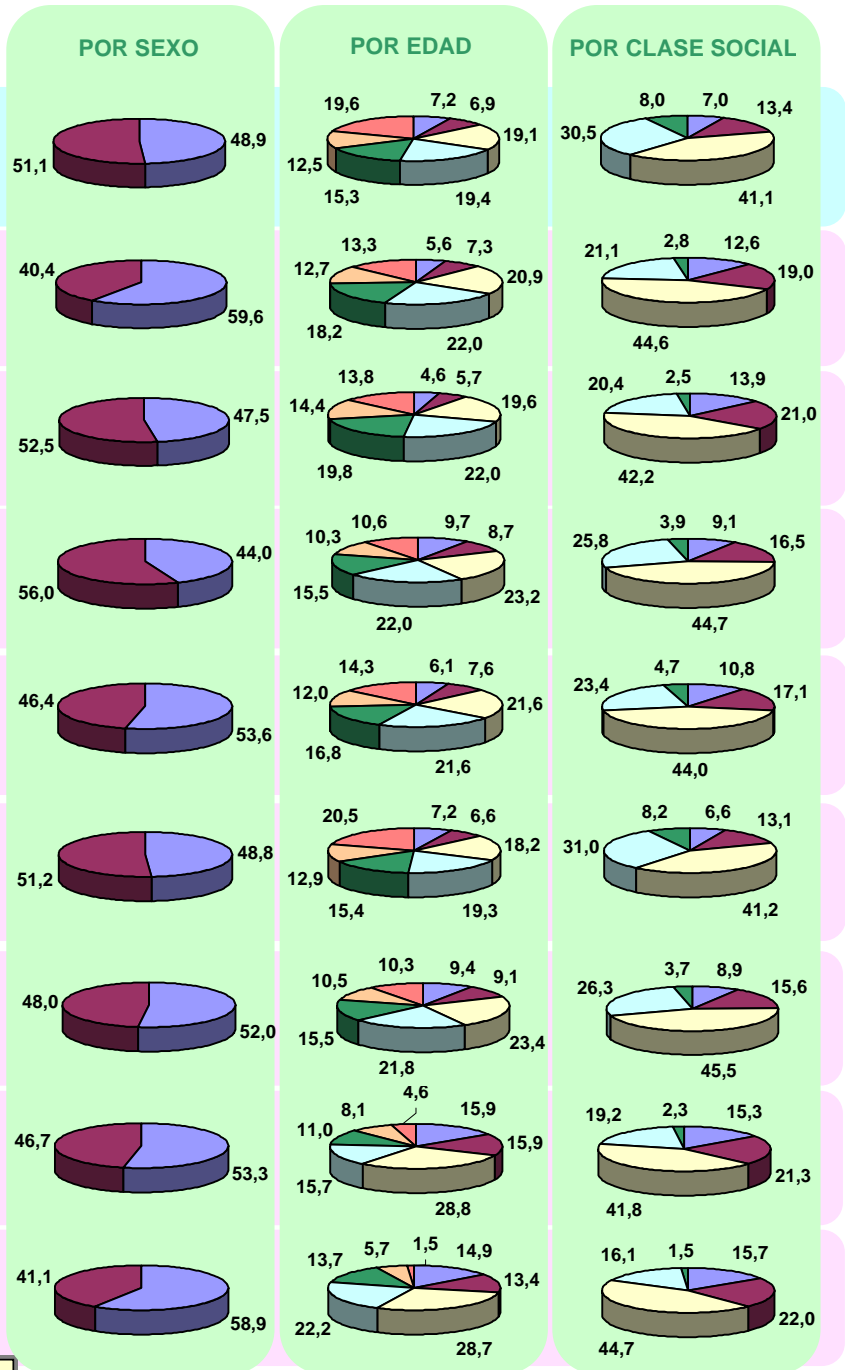 POR SEXO POR EDAD POR CLASE SOCIAL
19,6 7,2 6,9 8,0 7,0 13,4
51,1 48,9 12,5 19,1 30,5
15,3 19,4 41,1
40,4 13,3 5,6 7,3 21,1 2,8 12,6
12,7 20,9 19,0
59,6 18,2 22,0 44,6
13,8 4,6 5,7 20,4 2,5 13,9
47,5 14,4 19,6 21,0
52,5 19,8 22,0 42,2
10,3 10,6 9,7 8,7 25,8 3,9 9,1
44,0 16,5
56,0 15,5 22,0 23,2 44,7
46,4 14,3 6,1 7,6 23,4 4,7 10,8
12,0 21,6 17,1
53,6 16,8 21,6 44,0
20,5 7,2 6,6 8,2 6,6 13,1
51,2 48,8 12,9 18,2 31,0
15,4 19,3 41,2
48,0 10,5 10,3 9,4 9,1 26,3 3,7 8,9 15,6
52,0 15,5 21,8 23,4 45,5
46,7 8,1 4,6 15,9 19,2 2,3 15,3
11,0 15,9
53,3 15,7 28,8 41,8 21,3
41,1 13,7 5,7 1,5 14,9 16,1 1,5 15,7
13,4
58,9 22,2 28,7 44,7 22,0